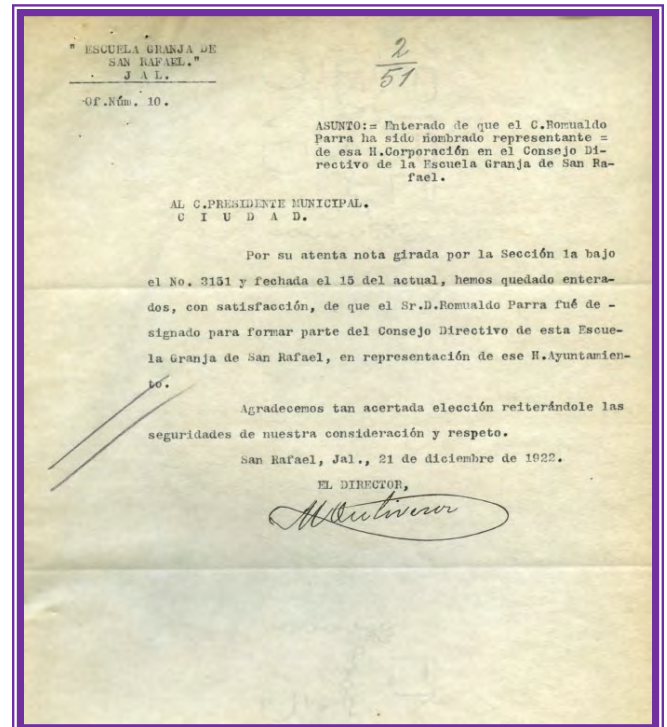 " ESCUELA GRANJA DE
SAN RAFAEL."
J A L.
Of.Núm. 10.
2
51
ASUNTO:= Enterado de que el C.Romualdo
Parra ha sido nombrado representante =
de esa H.Corporación en el Consejo Di-
rectivo de la Escuela Granja de San Ra-
fael.
AL C.PRESIDENTE MUNICIPAL.
C I U D A D.
Por su atenta nota girada por la Sección 1a bajo
el No. 3151 y fechada el 15 del actual, hemos quedado entera-
dos, con satisfacción, de que el Sr.D.Romualdo Parra fué de -
signado para formar parte del Consejo Directivo de esta Escue-
la Granja de San Rafael, en representación de ese H.Ayuntamien-
to.
Agradecemos tan acertada elección reiterándole las
seguridades de nuestra consideración y respeto.
San Rafael, Jal., 21 de diciembre de 1922.
EL DIRECTOR,